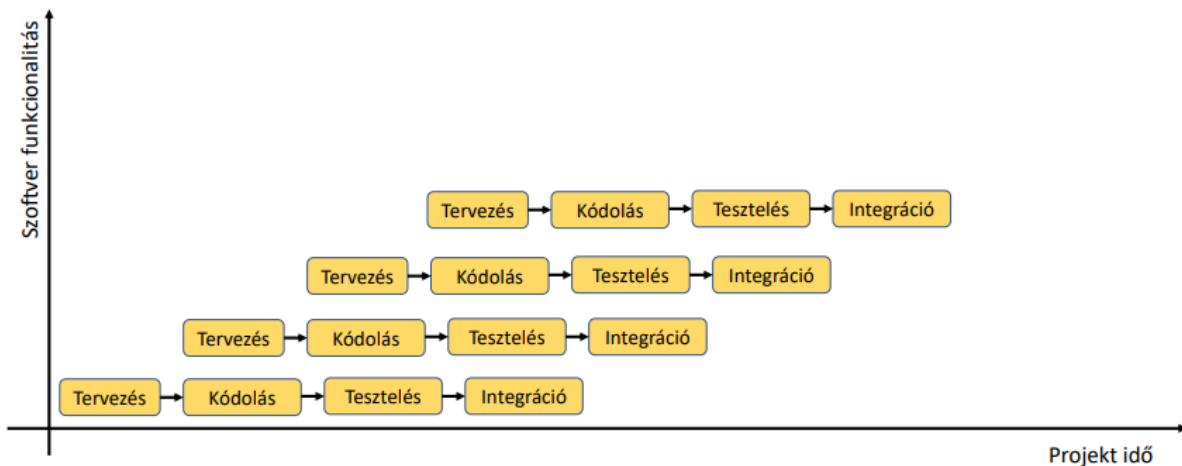 Szoftver funkcionalitás
Tervezés Kódolás Tesztelés Integráció
Tervezés Kódolás Tesztelés Integráció
Tervezés Kódolás Tesztelés Integráció
Tervezés Kódolás Tesztelés Integráció
Projekt idő